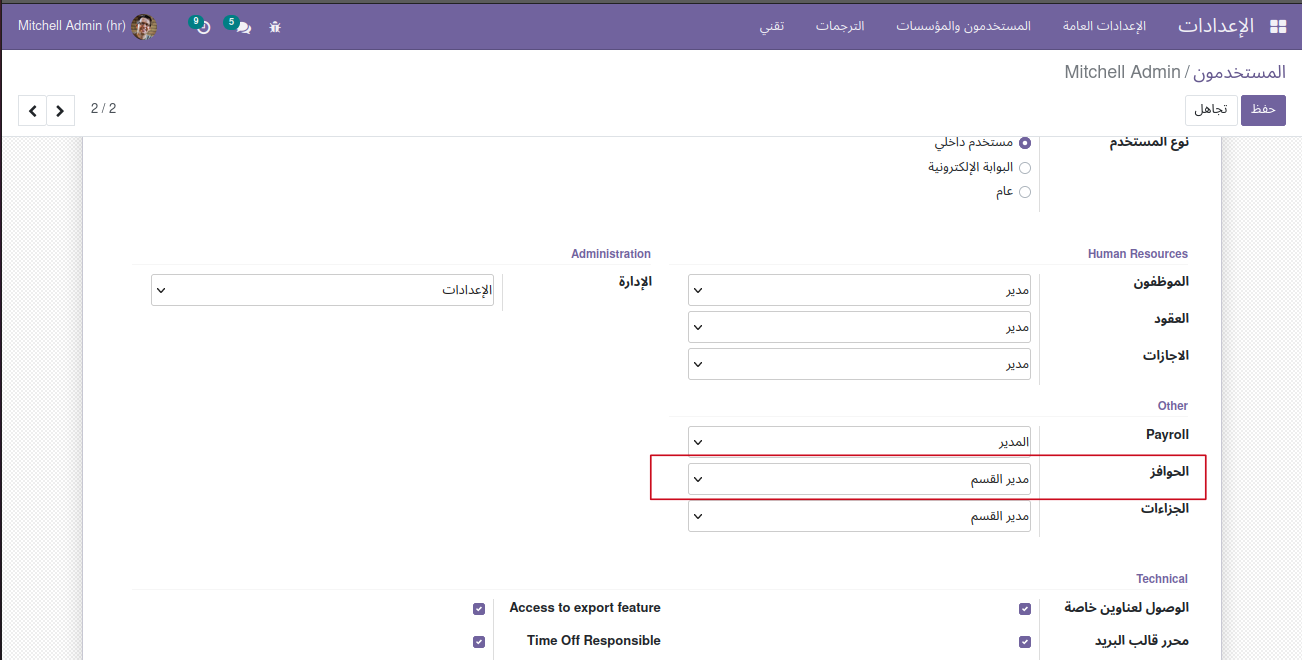 الإعدادات الإعدادات العامة المستخدمون والمؤسسات الترجمات تقني 5 9 Mitchell Admin (hr)
المستخدمون / Mitchell Admin
حفظ تجاهل 2 / 2
نوع المستخدم مستخدم داخلي
البوابة الإلكترونية
عام
Human Resources Administration
الموظفون مدير الإدارة الإعدادات
العقود مدير
الاجازات مدير
Other
Payroll المدير
الحوافز مدير القسم
الجزاءات مدير القسم
Technical
الوصول لعناوين خاصة Access to export feature
محرر قالب البريد Time Off Responsible